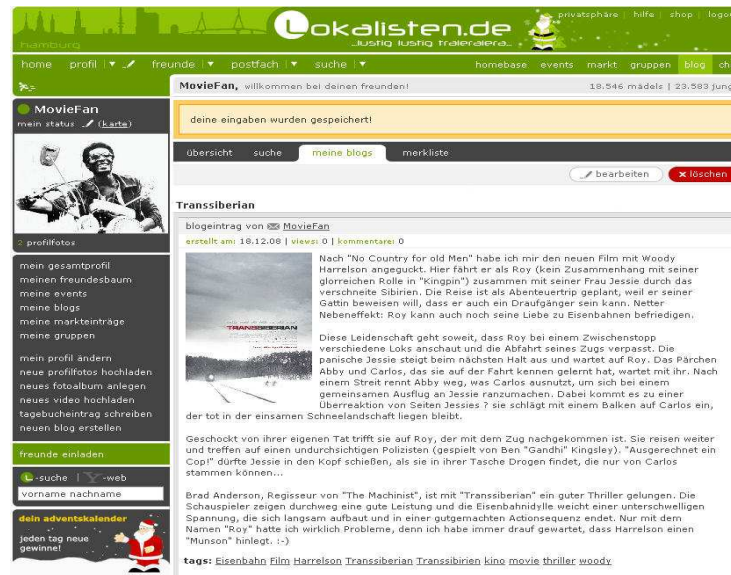 privatsphäre | hilfe | shop | logo
Lokalisten.de
...lustig lustig traleralera...
hamburg
home profil | freunde | postfach | suche | homebase events markt gruppen blog ch
MovieFan, willkommen bei deinen freunden! 18.546 mädels | 23.583 jung
MovieFan
mein status (karte)
2 profilfotos
mein gesamtprofil
meinen freundesbaum
meine events
meine blogs
meine markteinträge
meine gruppen
mein profil ändern
neue profilfotos hochladen
neues fotoalbum anlegen
neues video hochladen
tagebucheintrag schreiben
neuen blog erstellen
freunde einladen
L-suche | Y-web
vorname nachname
dein adventskalender
jeden tag neue
gewinne!
deine eingaben wurden gespeichert!
übersicht suche meine blogs merkliste
bearbeiten löschen
Transsiberian
blogeintrag von MovieFan
erstellt am: 18.12.08 | views: 0 | kommentare: 0
TRANSSIBERIAN
Nach "No Country for old Men" habe ich mir den neuen Film mit Woody
Harrelson angeguckt. Hier fährt er als Roy (kein Zusammenhang mit seiner
glorreichen Rolle in "Kingpin") zusammen mit seiner Frau Jessie durch das
verschneite Sibirien. Die Reise ist als Abenteuertrip geplant, weil er seiner
Gattin beweisen will, dass er auch ein Draufgänger sein kann. Netter
Nebeneffekt: Roy kann auch noch seine Liebe zu Eisenbahnen befriedigen.
Diese Leidenschaft geht soweit, dass Roy bei einem Zwischenstopp
verschiedene Loks anschaut und die Abfahrt seines Zugs verpasst. Die
panische Jessie steigt beim nächsten Halt aus und wartet auf Roy. Das Pärchen
Abby und Carlos, das sie auf der Fahrt kennen gelernt hat, wartet mit ihr. Nach
einem Streit rennt Abby weg, was Carlos ausnutzt, um sich bei einem
gemeinsamen Ausflug an Jessie ranzumachen. Dabei kommt es zu einer
Überreaktion von Seiten Jessies ? sie schlägt mit einem Balken auf Carlos ein,
der tot in der einsamen Schneelandschaft liegen bleibt.
Geschockt von ihrer eigenen Tat trifft sie auf Roy, der mit dem Zug nachgekommen ist. Sie reisen weiter
und treffen auf einen undurchsichtigen Polizisten (gespielt von Ben "Gandhi" Kingsley). "Ausgerechnet ein
Cop!" dürfte Jessie in den Kopf schießen, als sie in ihrer Tasche Drogen findet, die nur von Carlos
stammen können...
Brad Anderson, Regisseur von "The Machinist", ist mit "Transsiberian" ein guter Thriller gelungen. Die
Schauspieler zeigen durchweg eine gute Leistung und die Eisenbahnidylle weicht einer unterschwelligen
Spannung, die sich langsam aufbaut und in einer gutgemachten Actionsequenz endet. Nur mit dem
Namen "Roy" hatte ich wirklich Probleme, denn ich habe immer drauf gewartet, dass Harrelson einen
"Munson" hinlegt. :-)
tags: Eisenbahn Film Harrelson Transsiberian Transsibirien kino movie thriller woody